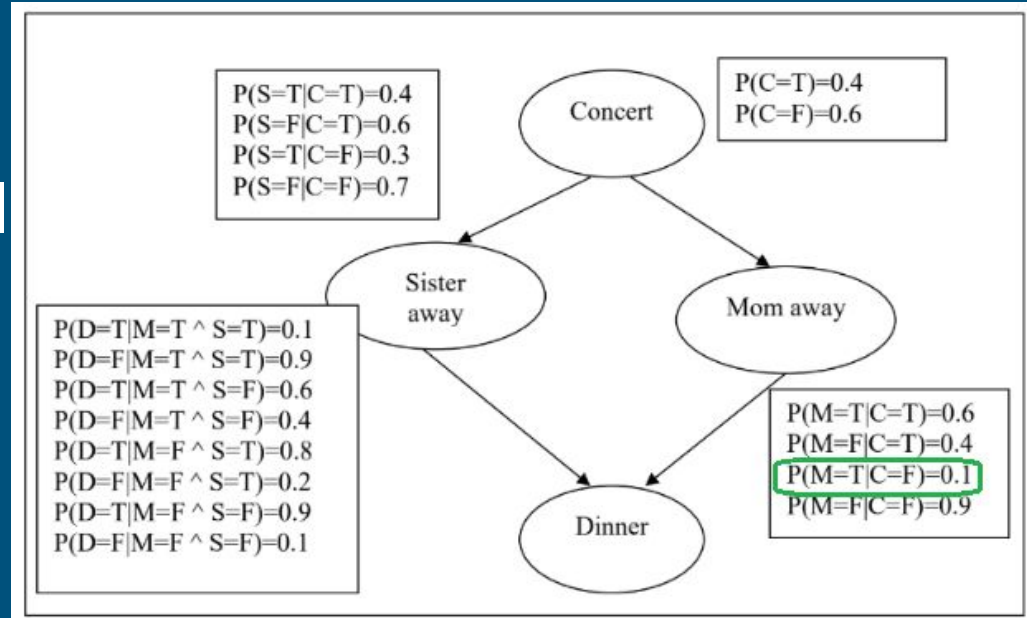 P(S=T|C=T)=0.4
P(S=F|C=T)=0.6
P(S=T|C=F)=0.3
P(S=F|C=F)=0.7
Concert
P(C=T)=0.4
P(C=F)=0.6
Sister
away
Mom away
P(D=T|M=T ^ S=T)=0.1
P(D=F|M=T ^ S=T)=0.9
P(D=T|M=T ^ S=F)=0.6
P(D=F|M=T ^ S=F)=0.4
P(D=T|M=F ^ S=T)=0.8
P(D=F|M=F ^ S=T)=0.2
P(D=T|M=F ^ S=F)=0.9
P(D=F|M=F ^ S=F)=0.1
P(M=T|C=T)=0.6
P(M=F|C=T)=0.4
P(M=T|C=F)=0.1
P(M=F|C=F)=0.9
Dinner